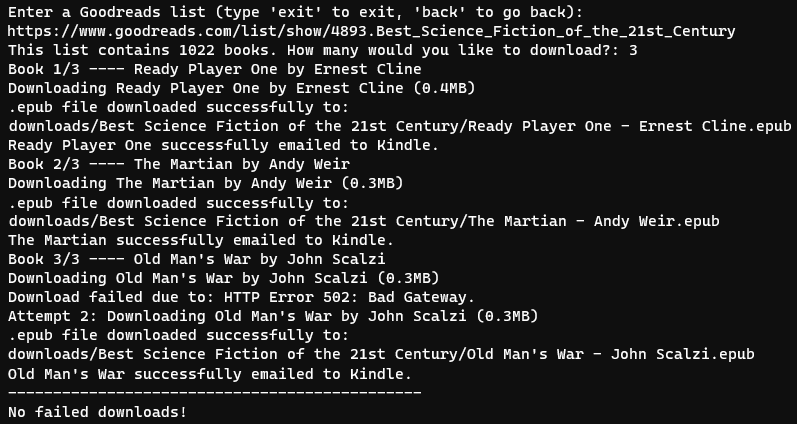 Enter a Goodreads list (type 'exit' to exit, 'back' to go back):
https://www.goodreads.com/list/show/4893.Best_Science_Fiction_of_the_21st_Century
This list contains 1022 books. How many would you like to download?: 3
Book 1/3 ---- Ready Player One by Ernest Cline
Downloading Ready Player One by Ernest Cline (0.4MB)
.epub file downloaded successfully to:
downloads/Best Science Fiction of the 21st Century/Ready Player One - Ernest Cline.epub
Ready Player One successfully emailed to Kindle.
Book 2/3 ---- The Martian by Andy Weir
Downloading The Martian by Andy Weir (0.3MB)
.epub file downloaded successfully to:
downloads/Best Science Fiction of the 21st Century/The Martian - Andy Weir.epub
The Martian successfully emailed to Kindle.
Book 3/3 ---- Old Man's War by John Scalzi
Downloading Old Man's War by John Scalzi (0.3MB)
Download failed due to: HTTP Error 502: Bad Gateway.
Attempt 2: Downloading Old Man's War by John Scalzi (0.3MB)
.epub file downloaded successfully to:
downloads/Best Science Fiction of the 21st Century/Old Man's War - John Scalzi.epub
Old Man's War successfully emailed to Kindle.
-----------------------------------------------
No failed downloads!